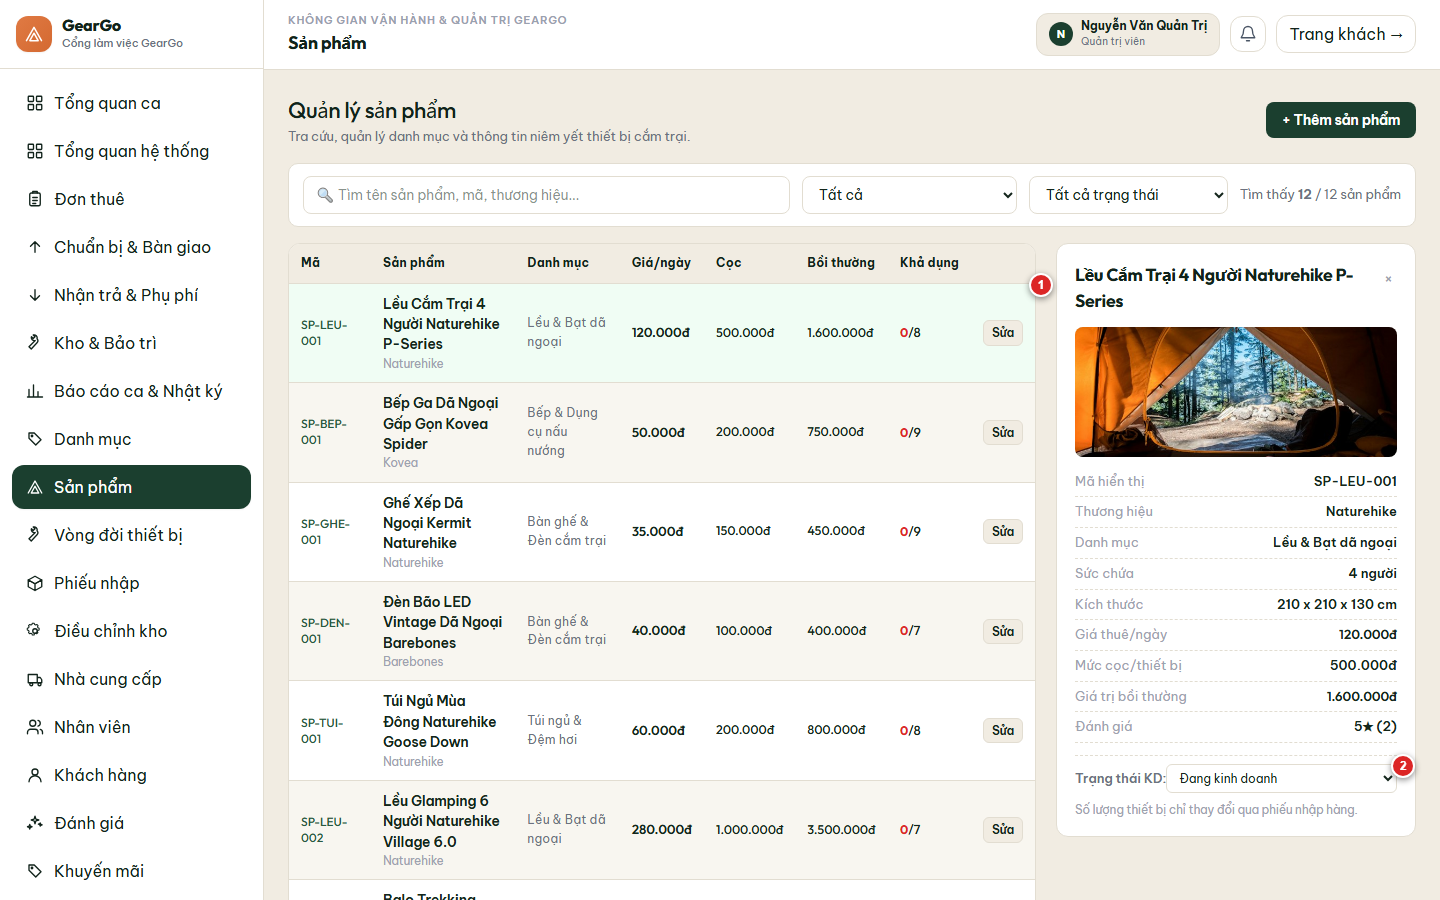 GearGo
Cổng làm việc GearGo
Tổng quan ca
Tổng quan hệ thống
Đơn thuê
Chuẩn bị & Bàn giao
Nhận trả & Phụ phí
Kho & Bảo trì
Báo cáo ca & Nhật ký
Danh mục
Sản phẩm
Vòng đời thiết bị
Phiếu nhập
Điều chỉnh kho
Nhà cung cấp
Nhân viên
Khách hàng
Đánh giá
Khuyến mãi
KHÔNG GIAN VẬN HÀNH & QUẢN TRỊ GEARGO
Sản phẩm
N
Nguyễn Văn Quản Trị
Quản trị viên
Trang khách →
Quản lý sản phẩm
Tra cứu, quản lý danh mục và thông tin niêm yết thiết bị cắm trại.
+ Thêm sản phẩm
🔍 Tìm tên sản phẩm, mã, thương hiệu...
Tất cả
Tất cả trạng thái
Tìm thấy 12 / 12 sản phẩm
Mã Sản phẩm Danh mục Giá/ngày Cọc Bồi thường Khả dụng
SP-LEU-
001
Lều Cắm Trại 4
Người Naturehike
P-Series
Naturehike
Lều & Bạt dã
ngoại
120.000đ 500.000đ 1.600.000đ 0/8 Sửa
SP-BEP-
001
Bếp Ga Dã Ngoại
Gấp Gọn Kovea
Spider
Kovea
Bếp & Dụng
cụ nấu
nướng
50.000đ 200.000đ 750.000đ 0/9 Sửa
SP-GHE-
001
Ghế Xếp Dã
Ngoại Kermit
Naturehike
Naturehike
Bàn ghế &
Đèn cắm trại
35.000đ 150.000đ 450.000đ 0/9 Sửa
SP-DEN-
001
Đèn Bão LED
Vintage Dã Ngoại
Barebones
Barebones
Bàn ghế &
Đèn cắm trại
40.000đ 100.000đ 400.000đ 0/7 Sửa
SP-TUI-
001
Túi Ngủ Mùa
Đông Naturehike
Goose Down
Naturehike
Túi ngủ &
Đệm hơi
60.000đ 200.000đ 800.000đ 0/8 Sửa
SP-LEU-
002
Lều Glamping 6
Người Naturehike
Village 6.0
Naturehike
Lều & Bạt dã
ngoại
280.000đ 1.000.000đ 3.500.000đ 0/7 Sửa
Balo Trekking
1
Lều Cắm Trại 4 Người Naturehike P-
Series
×
Mã hiển thị SP-LEU-001
Thương hiệu Naturehike
Danh mục Lều & Bạt dã ngoại
Sức chứa 4 người
Kích thước 210 x 210 x 130 cm
Giá thuê/ngày 120.000đ
Mức cọc/thiết bị 500.000đ
Giá trị bồi thường 1.600.000đ
Đánh giá 5★ (2)
2
Trạng thái KD: Đang kinh doanh
Số lượng thiết bị chỉ thay đổi qua phiếu nhập hàng.